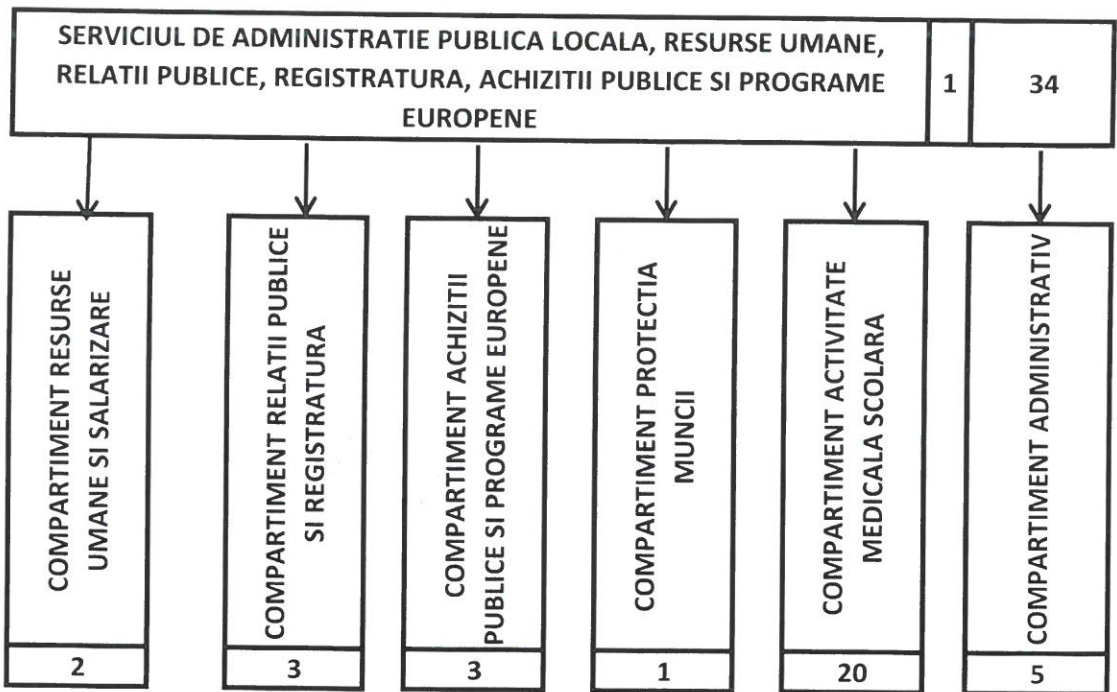 SERVICIUL DE ADMINISTRATIE PUBLICA LOCALA, RESURSE UMANE,
RELATII PUBLICE, REGISTRATURA, ACHIZITII PUBLICE SI PROGRAME
EUROPENE
1
34
COMPARTIMENT RESURSE
UMANE SI SALARIZARE
2
COMPARTIMENT RELATII PUBLICE
SI REGISTRATURA
3
COMPARTIMENT ACHIZITII
PUBLICE SI PROGRAME EUROPENE
3
COMPARTIMENT PROTECTIA
MUNCII
1
COMPARTIMENT ACTIVITATE
MEDICALA SCOLARA
20
COMPARTIMENT ADMINISTRATIV
5